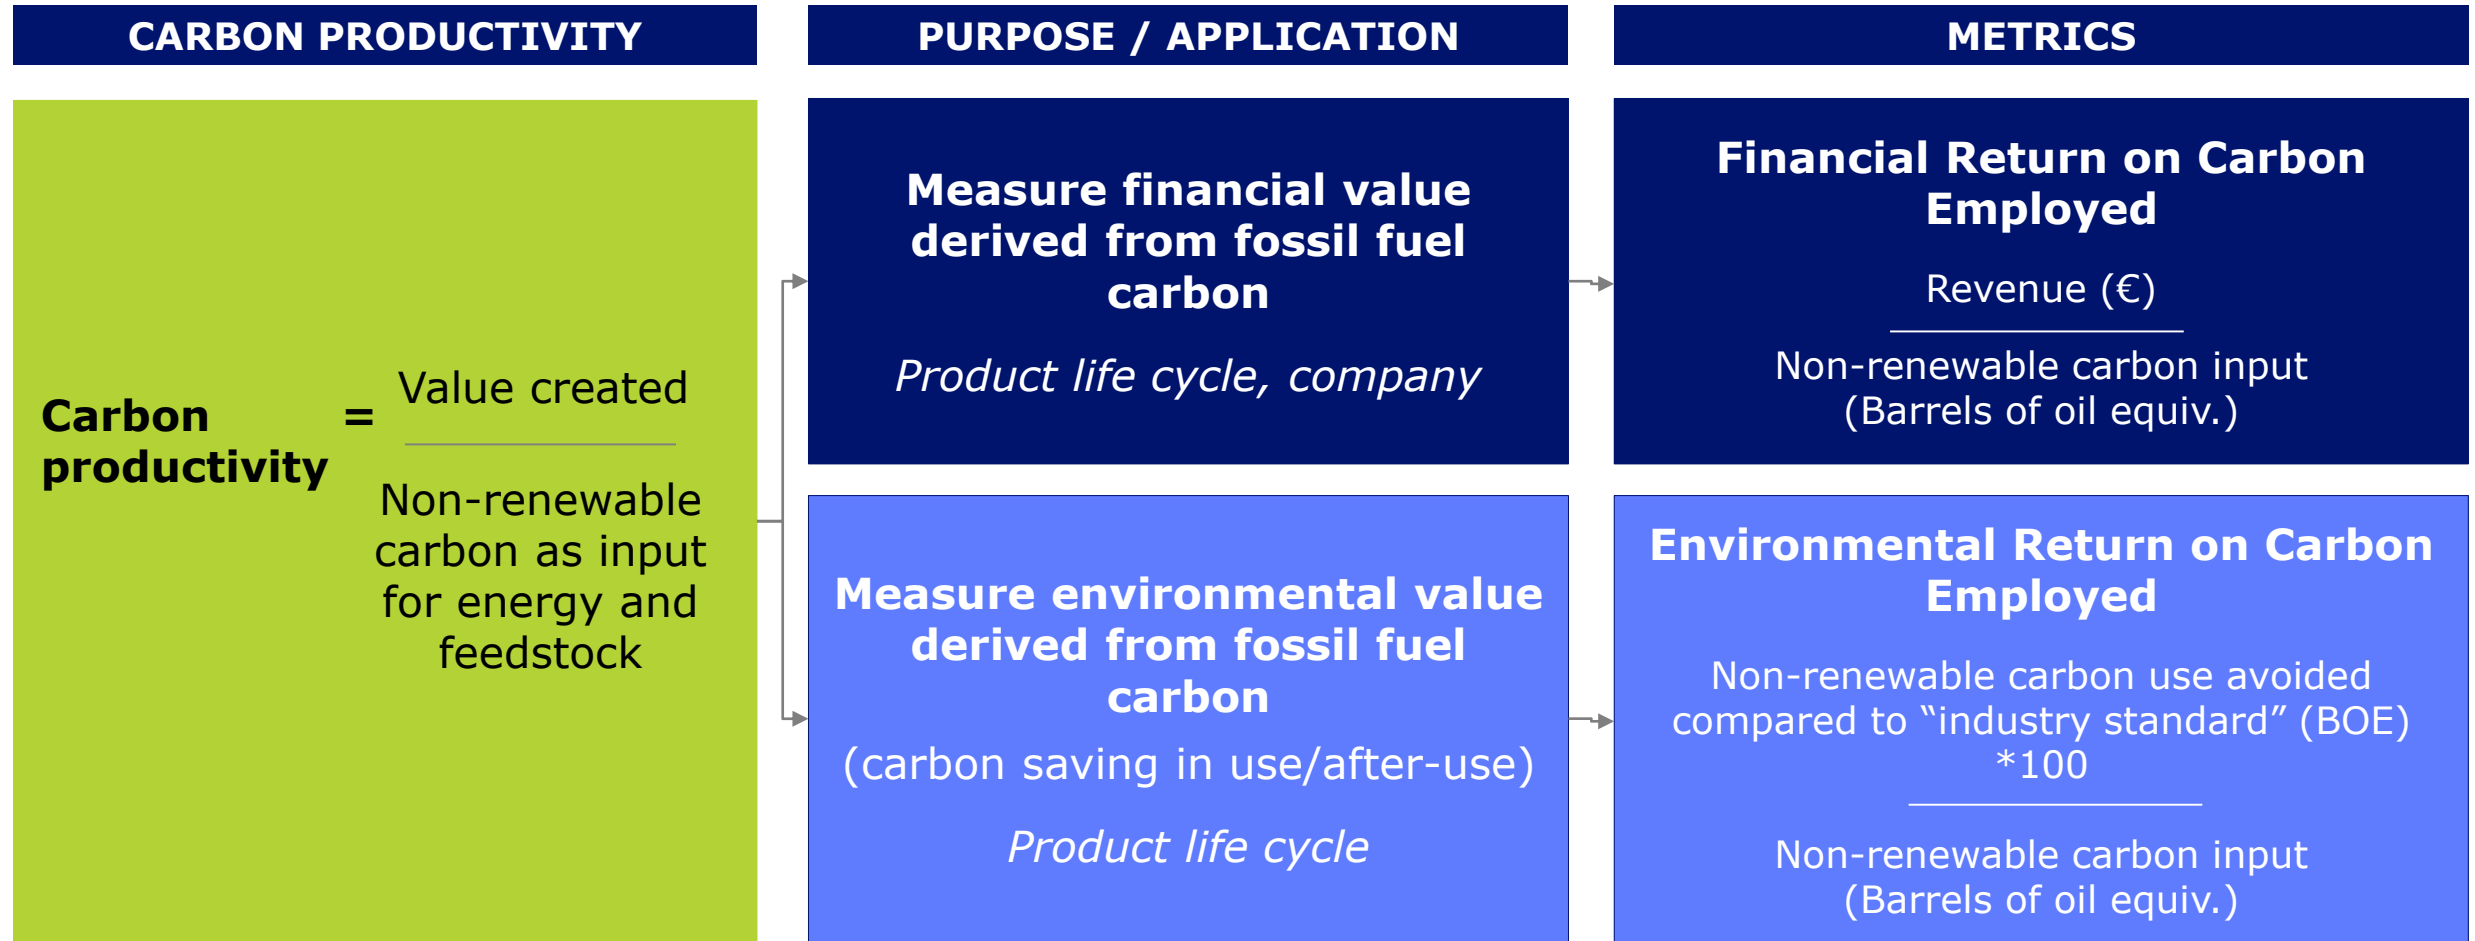 CARBON PRODUCTIVITY
PURPOSE / APPLICATION
METRICS
Carbon
productivity
=
Value created
Non-renewable
carbon as input
for energy and
feedstock
Measure financial value
derived from fossil fuel
carbon
Product life cycle, company
Financial Return on Carbon
Employed
Revenue (€)
Non-renewable carbon input
(Barrels of oil equiv.)
Measure environmental value
derived from fossil fuel
carbon
(carbon saving in use/after-use)
Product life cycle
Environmental Return on Carbon
Employed
Non-renewable carbon use avoided
compared to “industry standard” (BOE)
*100
Non-renewable carbon input
(Barrels of oil equiv.)